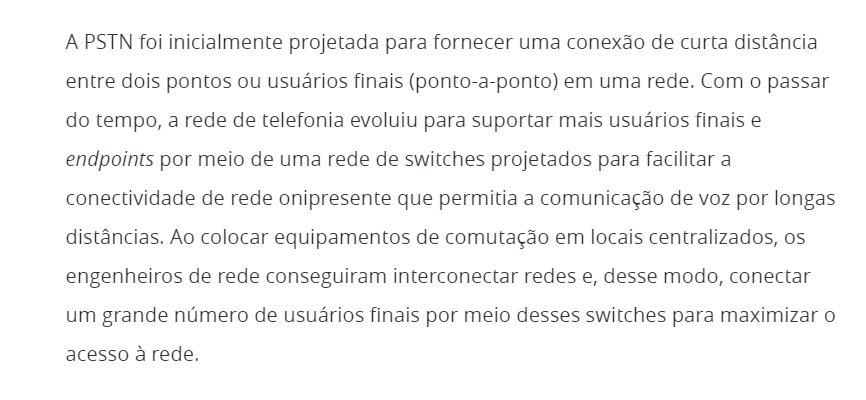 A PSTN foi inicialmente projetada para fornecer uma conexão de curta distância
entre dois pontos ou usuários finais (ponto-a-ponto) em uma rede. Com o passar
do tempo, a rede de telefonia evoluiu para suportar mais usuários finais e
endpoints por meio de uma rede de switches projetados para facilitar a
conectividade de rede onipresente que permitia a comunicação de voz por longas
distâncias. Ao colocar equipamentos de comutação em locais centralizados, os
engenheiros de rede conseguiram interconectar redes e, desse modo, conectar
um grande número de usuários finais por meio desses switches para maximizar o
acesso à rede.